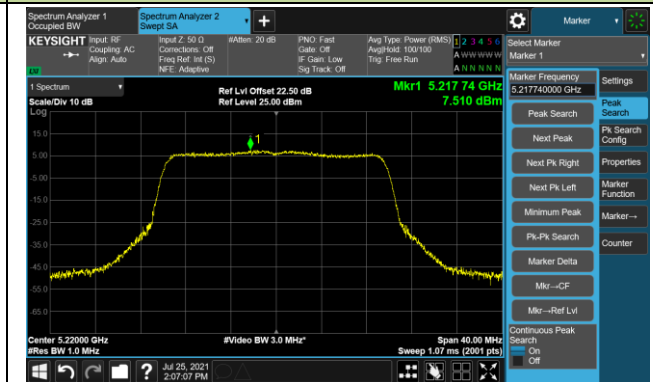 Spectrum Analyzer 1
Occupied BW
Spectrum Analyzer 2
Swept SA
Marker
KEYSIGHT
Input: RF
Coupling: AC
Align: Auto
Input Z: 50 Ω
Corrections: Off
Freq Ref: Int (S)
NFE: Adaptive
#Atten: 20 dB
PNO: Fast
Gate: Off
IF Gain: Low
Sig Track: Off
Avg Type: Power (RMS)
Avg|Hold: 100/100
Trig: Free Run
1 2 3 4 5 6
A W W W W W
A N N N N N
Select Marker
Marker 1
1 Spectrum
Scale/Div 10 dB
Log
Ref Lvl Offset 22.50 dB
Ref Level 25.00 dBm
Mkr1 5.217 74 GHz
7.510 dBm
15.0
5.00
-5.00
-15.0
-25.0
-35.0
-45.0
-55.0
-65.0
1
Center 5.22000 GHz
#Res BW 1.0 MHz
#Video BW 3.0 MHz*
Span 40.00 MHz
Sweep 1.07 ms (2001 pts)
Marker Frequency
5.217740000 GHz
Peak Search
Next Peak
Next Pk Right
Next Pk Left
Minimum Peak
Pk-Pk Search
Marker Delta
Mkr→CF
Mkr→Ref Lvl
Continuous Peak
Search
On
Off
Settings
Peak
Search
Pk Search
Config
Properties
Marker
Function
Marker→
Counter
Jul 25, 2021
2:07:07 PM